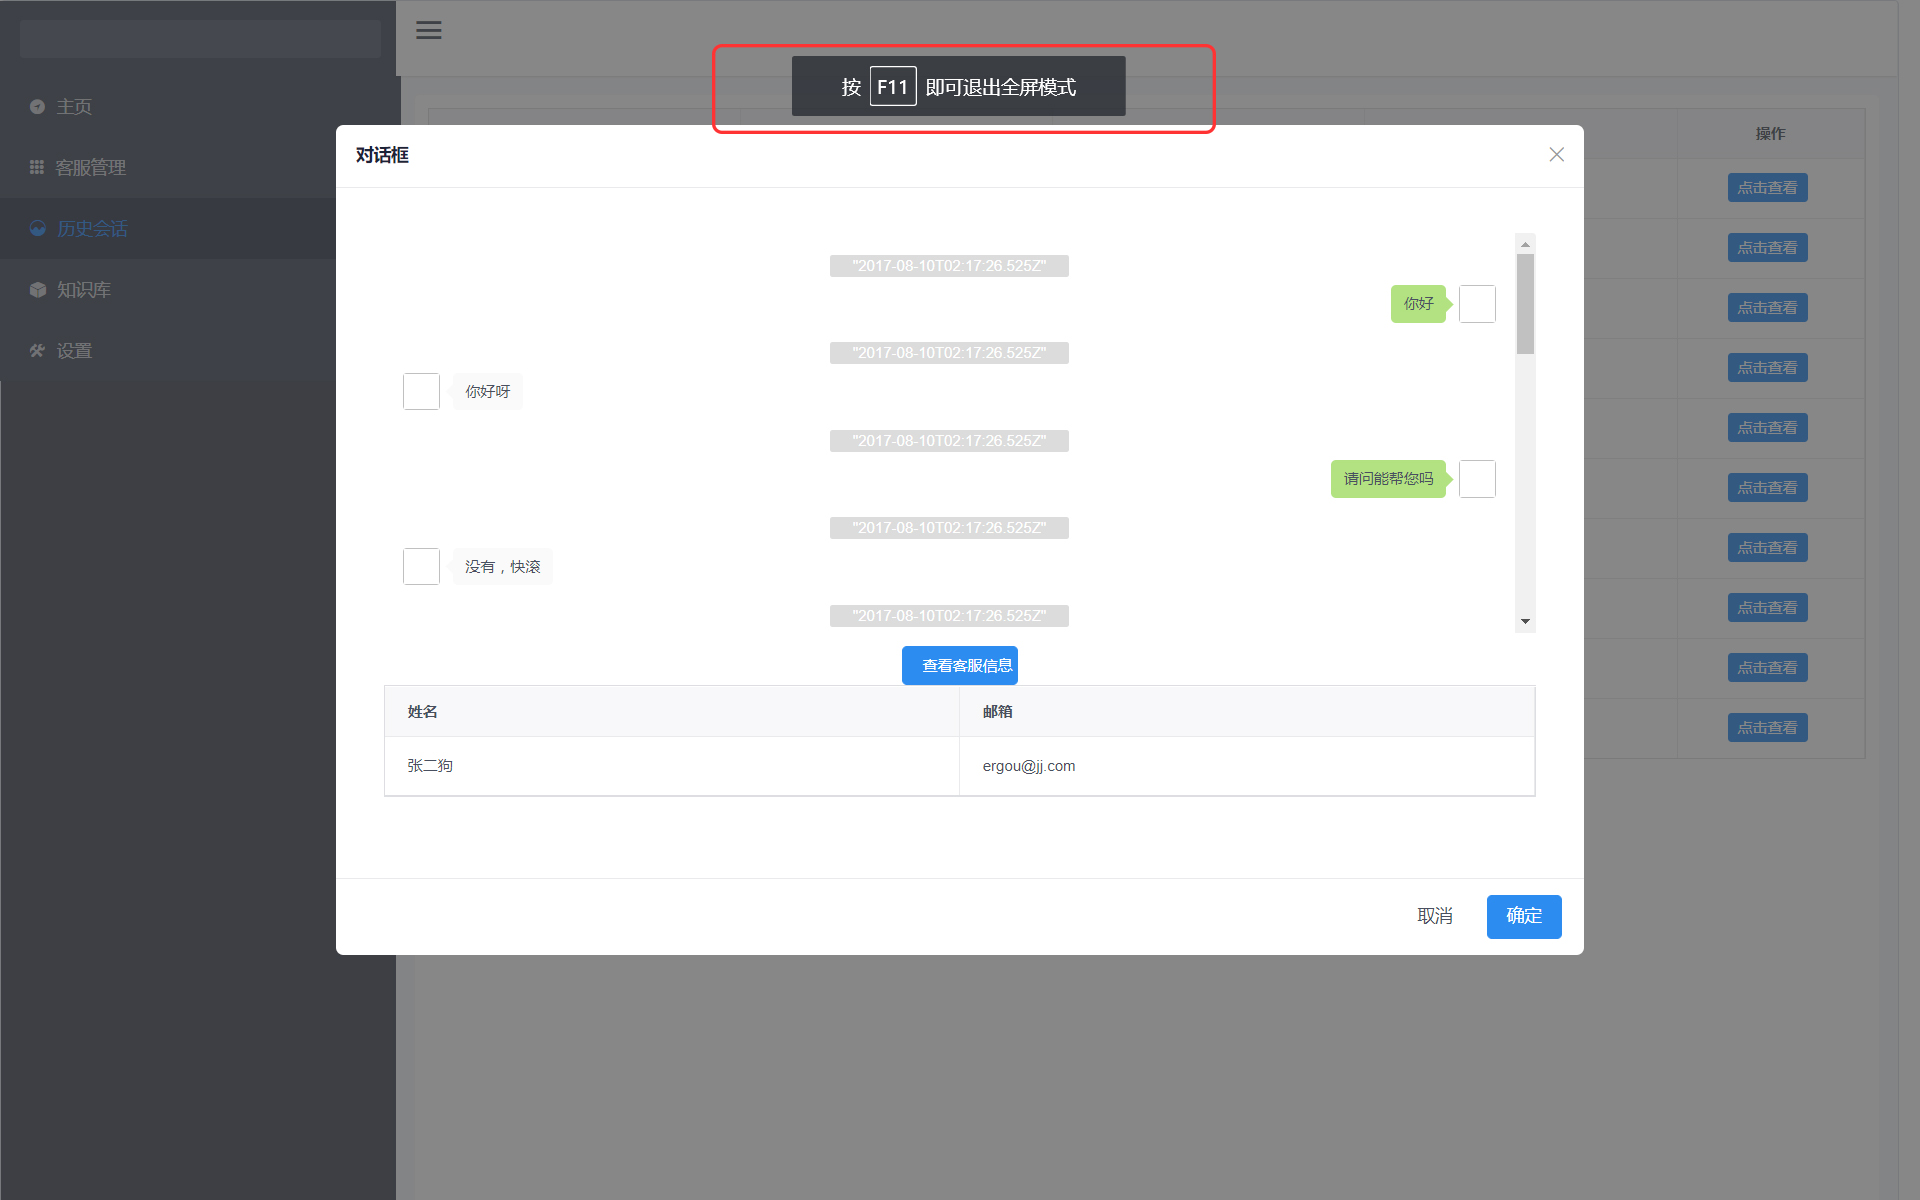 按 F11 即可退出全屏模式
主页
客服管理
历史会话
知识库
设置
操作
点击查看
点击查看
点击查看
点击查看
点击查看
点击查看
点击查看
点击查看
点击查看
点击查看
对话框
"2017-08-10T02:17:26.525Z"
你好
"2017-08-10T02:17:26.525Z"
你好呀
"2017-08-10T02:17:26.525Z"
请问能帮您吗
"2017-08-10T02:17:26.525Z"
没有，快滚
"2017-08-10T02:17:26.525Z"
查看客服信息
姓名 邮箱
张二狗 ergou@jj.com
取消 确定